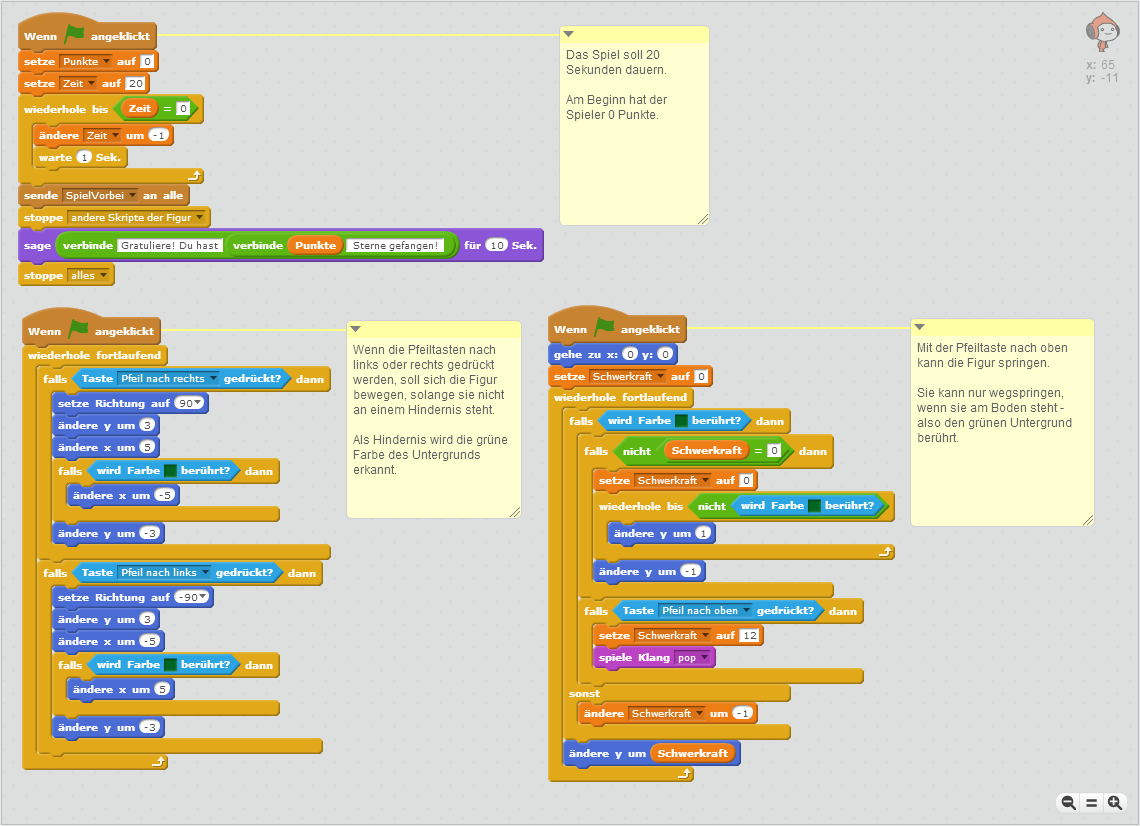 Wenn angeklickt
setze Punkte auf 0
setze Zeit auf 20
wiederhole bis Zeit = 0
ändere Zeit um -1
warte 1 Sek.
sende SpielVorbei an alle
stoppe andere Skripte der Figur
sage verbinde Gratuliere! Du hast verbinde Punkte Sterne gefangen! für 10 Sek.
stoppe alles
Das Spiel soll 20
Sekunden dauern.
Am Beginn hat der
Spieler 0 Punkte.
x: 65
y: -11
Wenn angeklickt
wiederhole fortlaufend
falls Taste Pfeil nach rechts gedrückt? dann
setze Richtung auf 90
ändere y um 3
ändere x um 5
falls wird Farbe berührt? dann
ändere x um -5
ändere y um -3
falls Taste Pfeil nach links gedrückt? dann
setze Richtung auf -90
ändere y um 3
ändere x um -5
falls wird Farbe berührt? dann
ändere x um 5
ändere y um -3
Wenn die Pfeiltasten nach
links oder rechts gedrückt
werden, soll sich die Figur
bewegen, solange sie nicht
an einem Hindernis steht.
Als Hindernis wird die grüne
Farbe des Untergrunds
erkannt.
Wenn angeklickt
gehe zu x: 0 y: 0
setze Schwerkraft auf 0
wiederhole fortlaufend
falls wird Farbe berührt? dann
falls nicht Schwerkraft = 0 dann
setze Schwerkraft auf 0
wiederhole bis nicht wird Farbe berührt?
ändere y um 1
ändere y um -1
falls Taste Pfeil nach oben gedrückt? dann
setze Schwerkraft auf 12
spiele Klang pop
sonst
ändere Schwerkraft um -1
ändere y um Schwerkraft
Mit der Pfeiltaste nach oben
kann die Figur springen.
Sie kann nur wegspringen,
wenn sie am Boden steht -
also den grünen Untergrund
berührt.